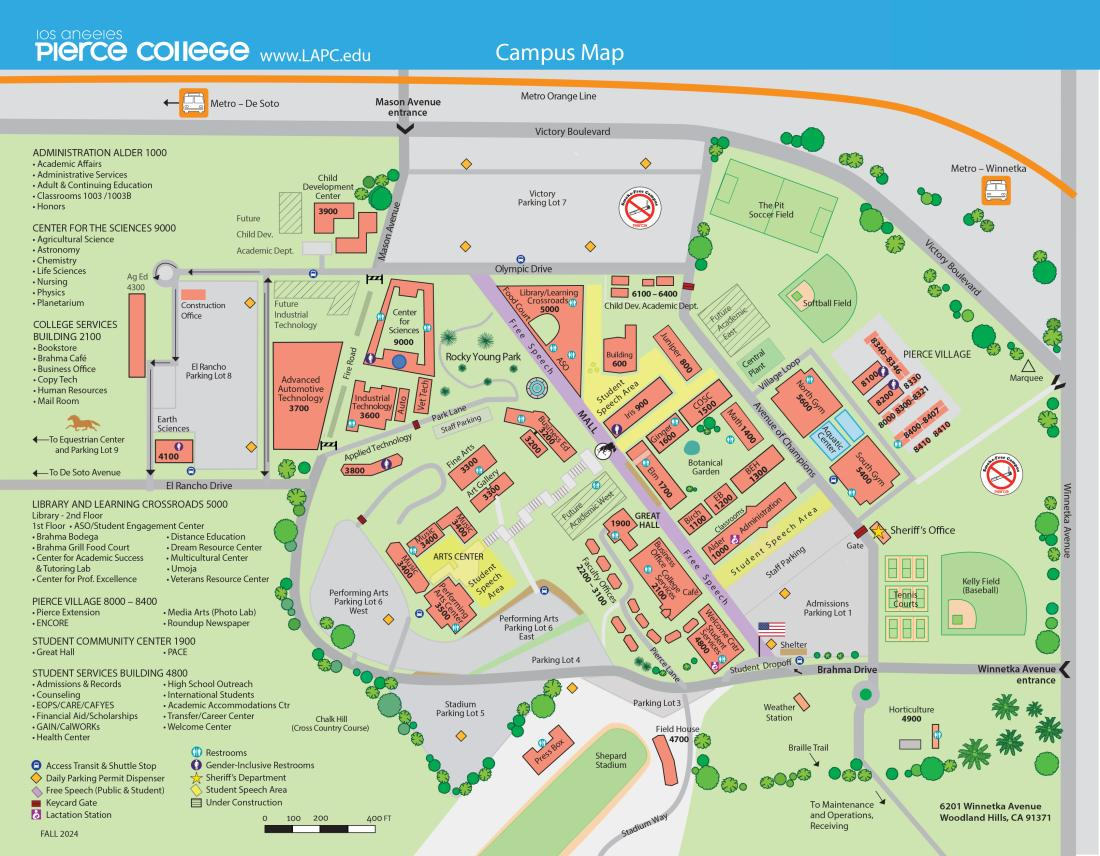 los angeles
PIERCE COLLEGE www.LAPC.edu
Campus Map
Metro – De Soto
Mason Avenue
entrance
Metro Orange Line
Victory Boulevard
Metro – Winnetka
Victory Boulevard
ADMINISTRATION ALDER 1000
• Academic Affairs
• Administrative Services
• Adult & Continuing Education
• Classrooms 1003 /1003B
• Honors
CENTER FOR THE SCIENCES 9000
• Agricultural Science
• Astronomy
• Chemistry
• Life Sciences
• Nursing
• Physics
• Planetarium
COLLEGE SERVICES
BUILDING 2100
• Bookstore
• Brahma Café
• Business Office
• Copy Tech
• Human Resources
• Mail Room
To Equestrian Center
and Parking Lot 9
To De Soto Avenue
Child
Development
Center
3900
Future
Child Dev.
Academic Dept.
Mason Avenue
Victory
Parking Lot 7
Smoke-Free Campus
The Pit
Soccer Field
Softball Field
Olympic Drive
Ag Ed
4300
Construction
Office
El Rancho
Parking Lot 8
Earth
Sciences
4100
El Rancho Drive
Future
Industrial
Technology
Fire Road
Advanced
Automotive
Technology
3700
Center
for
Sciences
9000
Industrial
Technology
3600
Auto
Vet Tech
Rocky Young Park
Park Lane
Staff Parking
Applied Technology
3800
Food Court
Library/Learning
Crossroads
5000
ASO
Free Speech
MALL
6100 – 6400
Child Dev. Academic Dept.
Building
600
Juniper 800
Student
Speech Area
Iris 900
Future Academic
East
Central
Plant
Village Loop
PIERCE VILLAGE
8340-8346
8100
8330
8200
8000 8300-8321
8400-8407
8410 8410
Marquee
North Gym
5600
Aquatic
Center
South Gym
5400
Avenue of Champions
COSC
1500
Math 1400
Ginger
1600
Elm 1700
Botanical
Garden
BEH
1300
EB
1200
Birch
1100
Classrooms
Administration
Alder
1000
Student Speech Area
Staff Parking
Business Ed
3200
3200
Fine Arts
3300
Art Gallery
3300
Music
3400
Music
3400
3400
ARTS CENTER
Student
Speech
Area
Performing
Arts Center
3500
Future
Academic West
1900
GREAT
HALL
Free Speech
Business
Office College
Services
2100
Café
Faculty Offices
2200 - 3100
Welcome Cntr
Student
Services
4800
Pierce Lane
Performing Arts
Parking Lot 6
West
Performing Arts
Parking Lot 6
East
Parking Lot 4
Gate
Sheriff's Office
Tennis
Courts
Kelly Field
(Baseball)
Admissions
Parking Lot 1
Shelter
Student Dropoff
Brahma Drive
Winnetka Avenue
entrance
Winnetka Avenue
Parking Lot 3
Stadium
Parking Lot 5
Chalk Hill
(Cross Country Course)
Press Box
Shepard
Stadium
Field House
4700
Stadium Way
Weather
Station
Horticulture
4900
Braille Trail
To Maintenance
and Operations,
Receiving
6201 Winnetka Avenue
Woodland Hills, CA 91371
LIBRARY AND LEARNING CROSSROADS 5000
Library - 2nd Floor
1st Floor • ASO/Student Engagement Center
• Brahma Bodega
• Brahma Grill Food Court
• Center for Academic Success
& Tutoring Lab
• Center for Prof. Excellence
• Distance Education
• Dream Resource Center
• Multicultural Center
• Umoja
• Veterans Resource Center
PIERCE VILLAGE 8000 – 8400
• Pierce Extension
• ENCORE
• Media Arts (Photo Lab)
• Roundup Newspaper
STUDENT COMMUNITY CENTER 1900
• Great Hall
• PACE
STUDENT SERVICES BUILDING 4800
• Admissions & Records
• Counseling
• EOPS/CARE/CAFYES
• Financial Aid/Scholarships
• GAIN/CalWORKs
• Health Center
• High School Outreach
• International Students
• Academic Accommodations Ctr
• Transfer/Career Center
• Welcome Center
Access Transit & Shuttle Stop
Daily Parking Permit Dispenser
Free Speech (Public & Student)
Keycard Gate
Lactation Station
Restrooms
Gender-Inclusive Restrooms
Sheriff's Department
Student Speech Area
Under Construction
FALL 2024
0 100 200 400 FT